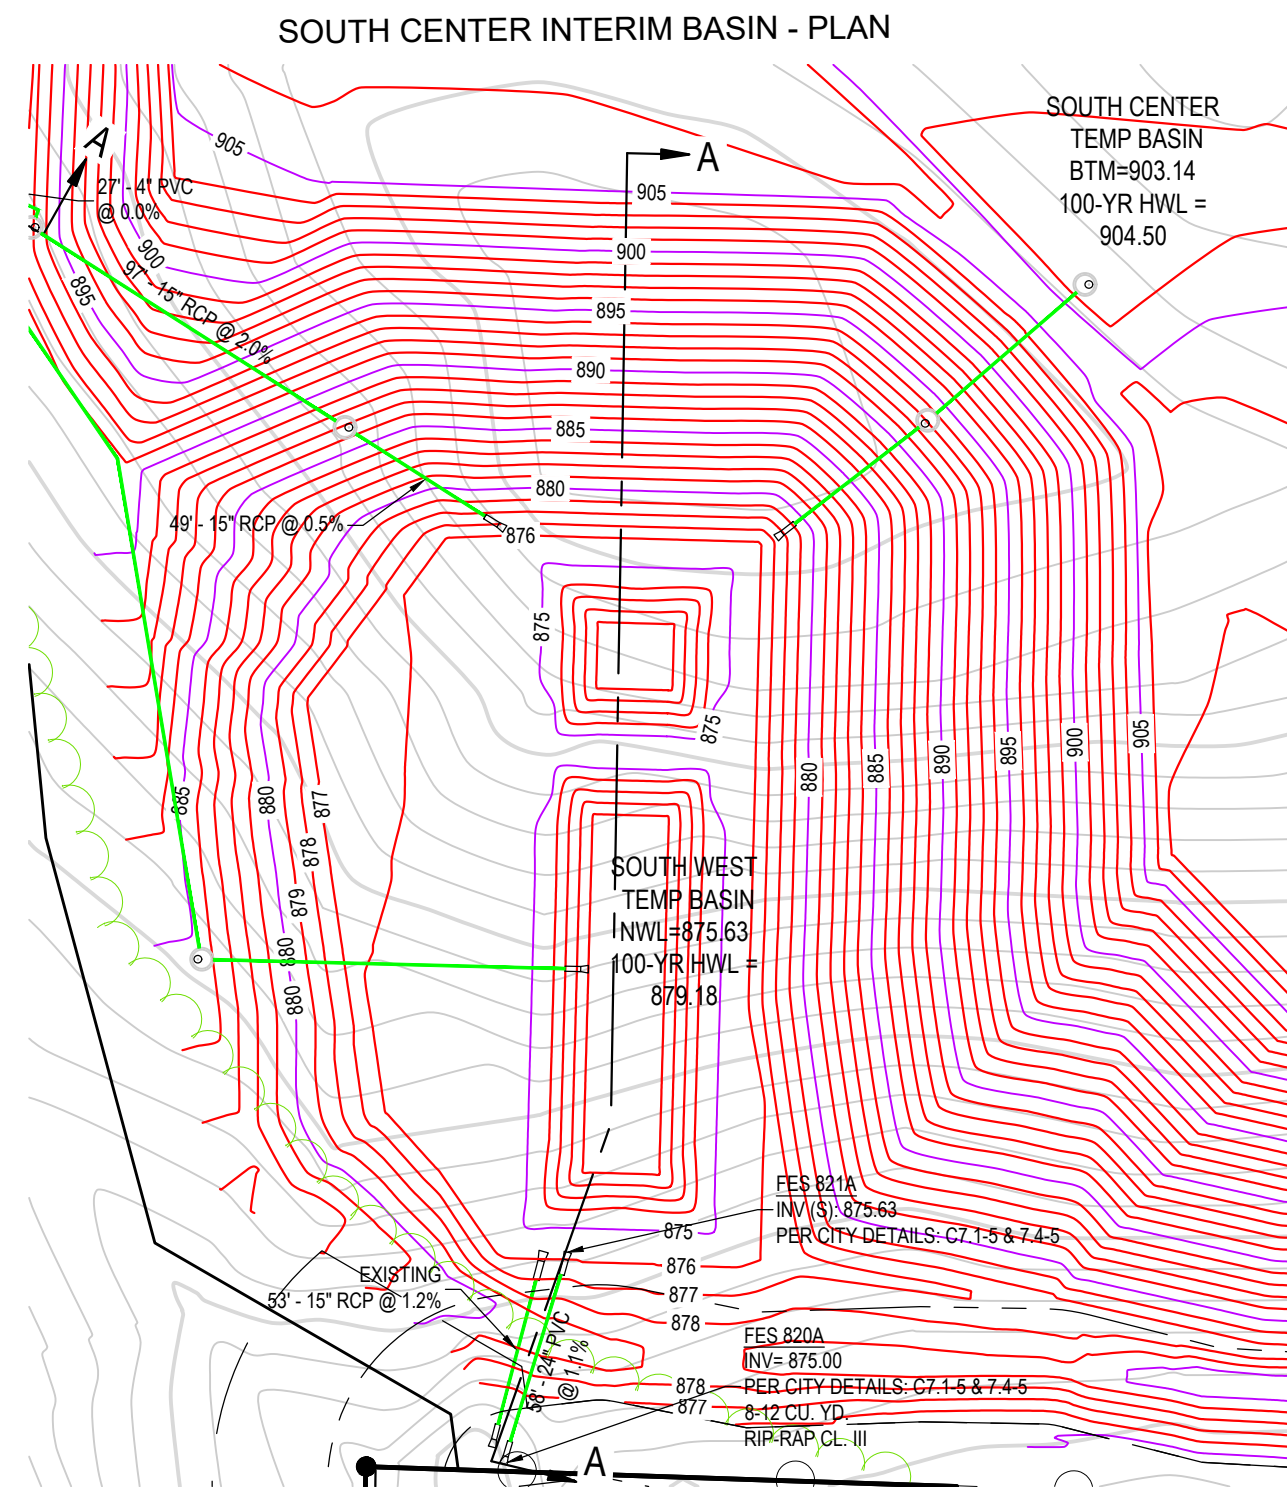 SOUTH CENTER INTERIM BASIN - PLAN
SOUTH CENTER
TEMP BASIN
BTM=903.14
100-YR HWL =
904.50
A
A
905
905
27' - 4" PVC
@ 0.0%
900
900
895
97' - 15" RCP @ 2.0%
895
890
885
880
49' - 15" RCP @ 0.5%
876
875
875
880
885
890
895
900
905
885
880
877
878
879
880
880
SOUTH WEST
TEMP BASIN
NWL=875.63
100-YR HWL =
879.18
FES 821A
INV (S): 875.63
PER CITY DETAILS: C7.1-5 & 7.4-5
875
876
877
878
EXISTING
53' - 15" RCP @ 1.2%
58' - 24" PVC
@ 1.1%
FES 820A
INV= 875.00
PER CITY DETAILS: C7.1-5 & 7.4-5
8-12 CU. YD.
RIP-RAP CL. III
878
877
A